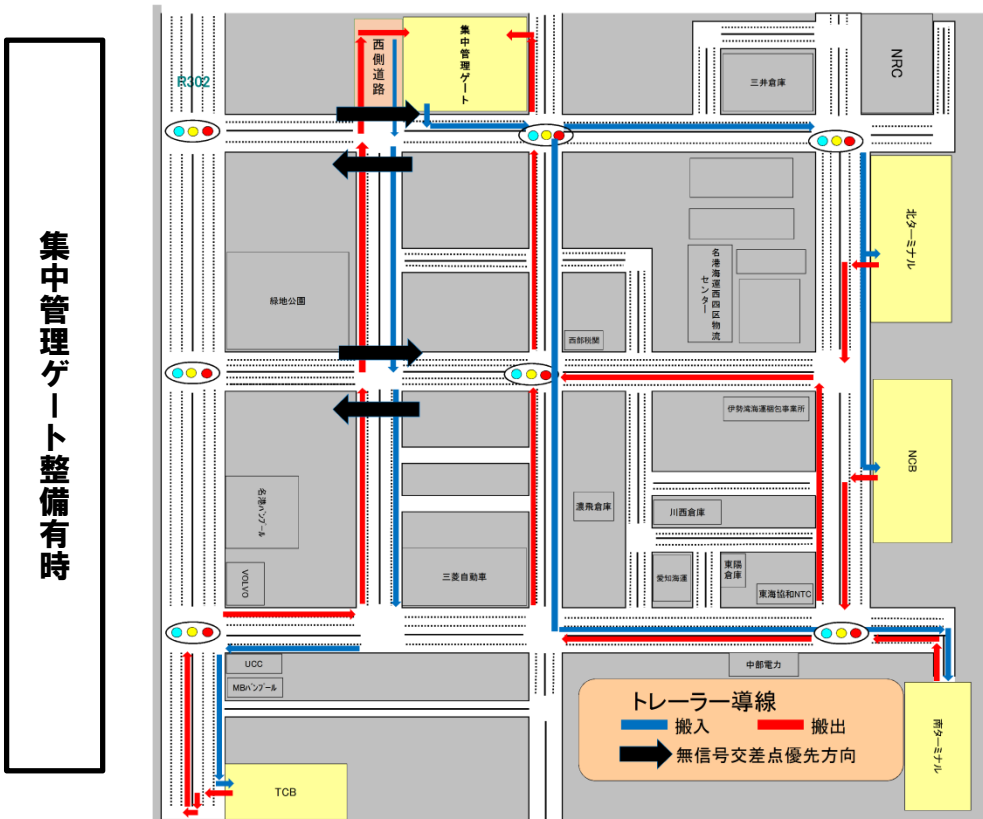 集中管理ゲート整備有時
R302
西側道路
集中管理ゲート
三井倉庫
NRC
北ターミナル
名港海運西四区物流
センター
緑地公園
西部税関
伊勢湾海運梱包事業所
NCB
名港ハンプール
濃飛倉庫
川西倉庫
VOLVO
三菱自動車
愛知海運
東陽
倉庫
東海協和NTC
UCC
MBハンプール
中部電力
トレーラー導線
搬入
搬出
無信号交差点優先方向
南ターミナル
TCB